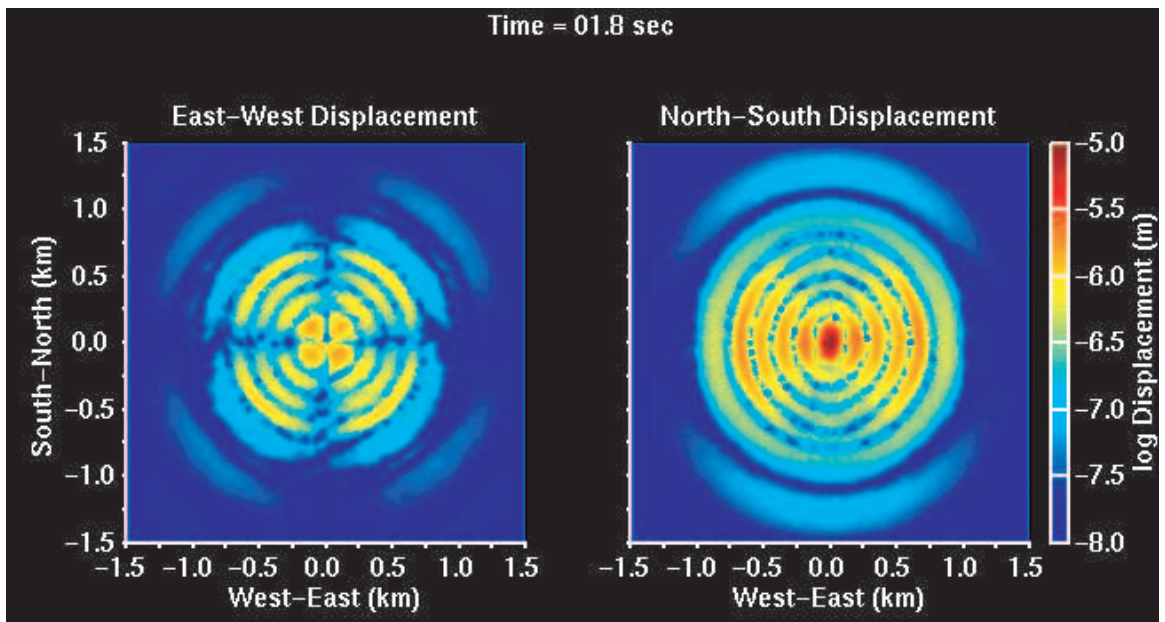 Time = 01.8 sec
East-West Displacement
North-South Displacement
South-North (km)
1.5
1.0
0.5
0.0
-0.5
-1.0
-1.5
-1.5 -1.0 -0.5 0.0 0.5 1.0 1.5
West-East (km)
-1.5 -1.0 -0.5 0.0 0.5 1.0 1.5
West-East (km)
-5.0
-5.5
-6.0
-6.5
-7.0
-7.5
-8.0
log Displacement (m)